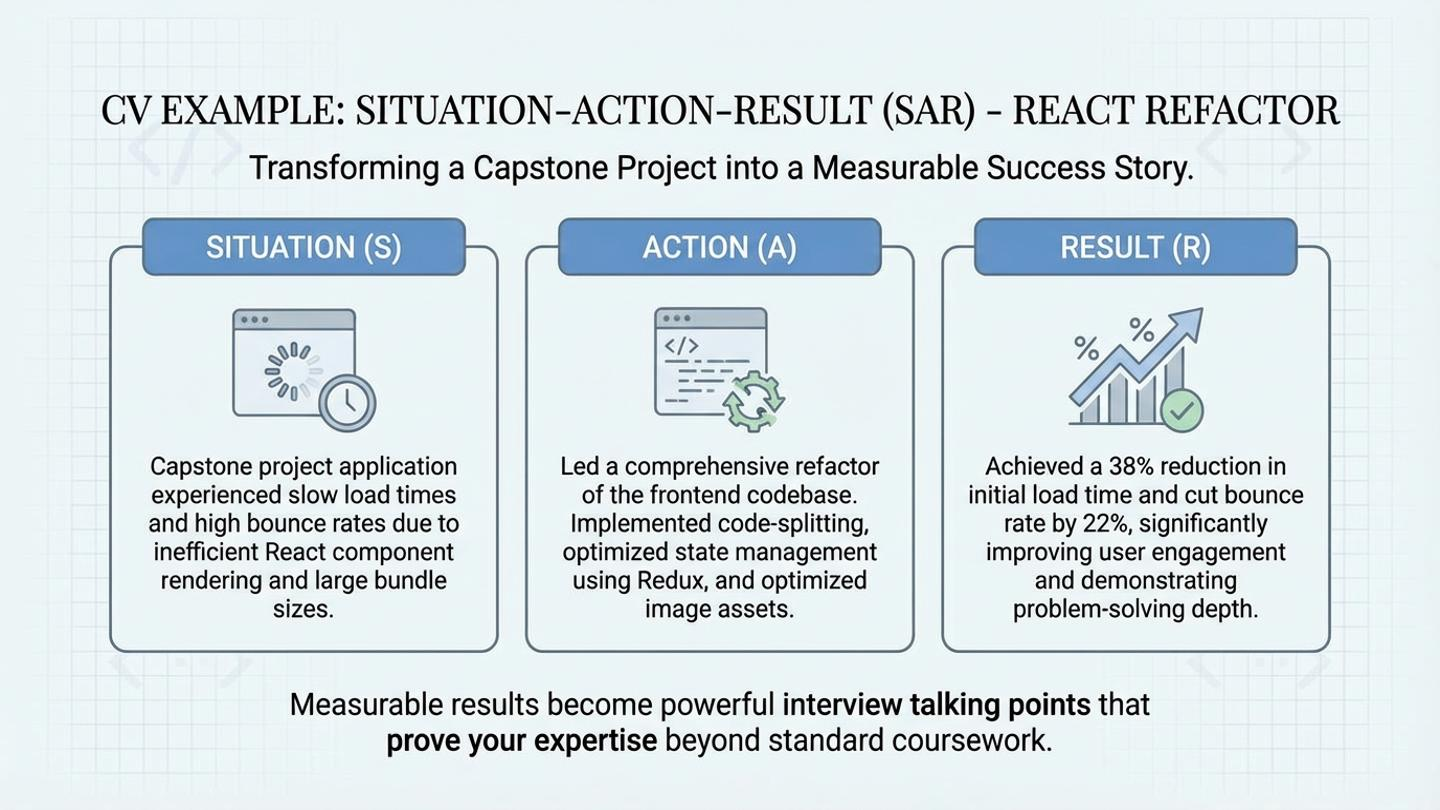 CV EXAMPLE: SITUATION–ACTION–RESULT (SAR) – REACT REFACTOR
Transforming a Capstone Project into a Measurable Success Story.
SITUATION (S)
Capstone project application
experienced slow load times
and high bounce rates due to
inefficient React component
rendering and large bundle
sizes.
ACTION (A)
</>
Led a comprehensive refactor
of the frontend codebase.
Implemented code-splitting,
optimized state management
using Redux, and optimized
image assets.
RESULT (R)
% %
Achieved a 38% reduction in
initial load time and cut bounce
rate by 22%, significantly
improving user engagement
and demonstrating
problem-solving depth.
Measurable results become powerful interview talking points that
prove your expertise beyond standard coursework.